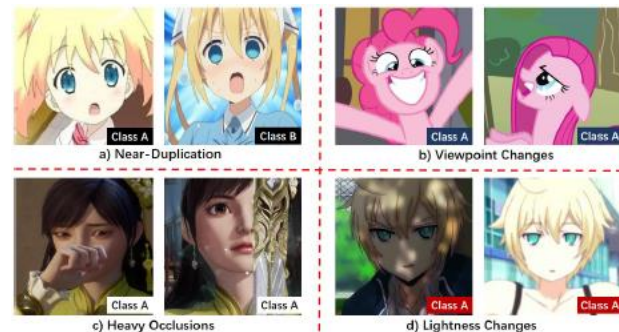 Class A
Class B
a) Near-Duplication
Class A
Class A
b) Viewpoint Changes
Class A
Class A
c) Heavy Occlusions
Class A
Class A
d) Lightness Changes